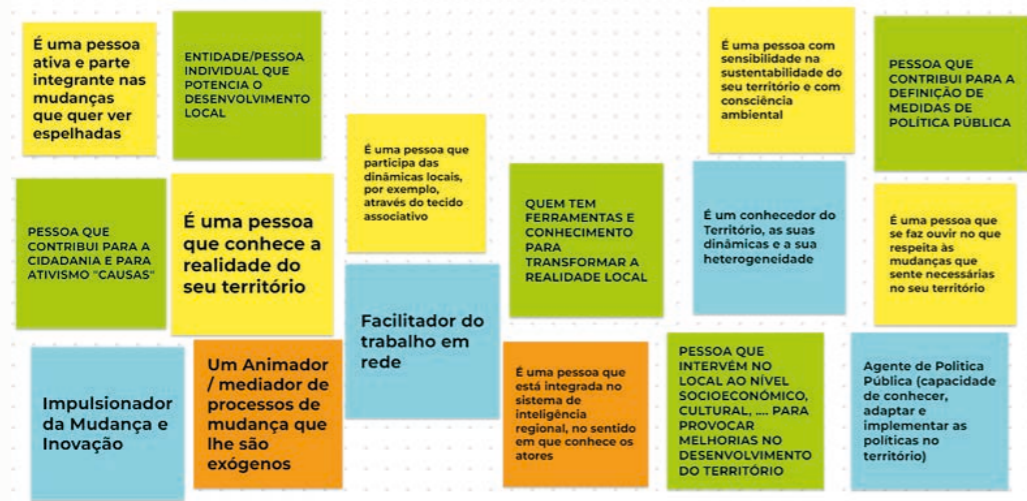 É uma pessoa
ativa e parte
integrante nas
mudanças
que quer ver
espelhadas
ENTIDADE/PESSOA
INDIVIDUAL QUE
POTENCIA O
DESENVOLVIMENTO
LOCAL
É uma pessoa que
participa das
dinâmicas locais,
por exemplo,
através do tecido
associativo
É uma pessoa com
sensibilidade na
sustentabilidade do
seu território e com
consciência
ambiental
PESSOA QUE
CONTRIBUI PARA A
DEFINIÇÃO DE
MEDIDAS DE
POLÍTICA PÚBLICA
PESSOA QUE
CONTRIBUI PARA A
CIDADANIA E PARA
ATIVISMO "CAUSAS"
É uma pessoa
que conhece a
realidade do
seu território
QUEM TEM
FERRAMENTAS E
CONHECIMENTO
PARA
TRANSFORMAR A
REALIDADE LOCAL
É um conhecedor do
Território, as suas
dinâmicas e a sua
heterogeneidade
É uma pessoa que
se faz ouvir no que
respeita às
mudanças que
sente necessárias
no seu território
Facilitador do
trabalho em
rede
Impulsionador
da Mudança e
Inovação
Um Animador
/ mediador de
processos de
mudança que
lhe são
exógenos
É uma pessoa que
está integrada no
sistema de
inteligência
regional, no sentido
em que conhece os
atores
PESSOA QUE
INTERVÉM NO
LOCAL AO NÍVEL
SOCIOECONÓMICO,
CULTURAL, .... PARA
PROVOCAR
MELHORIAS NO
DESENVOLVIMENTO
DO TERRITÓRIO
Agente de Politica
Pública (capacidade
de conhecer,
adaptar e
implementar as
políticas no
território)